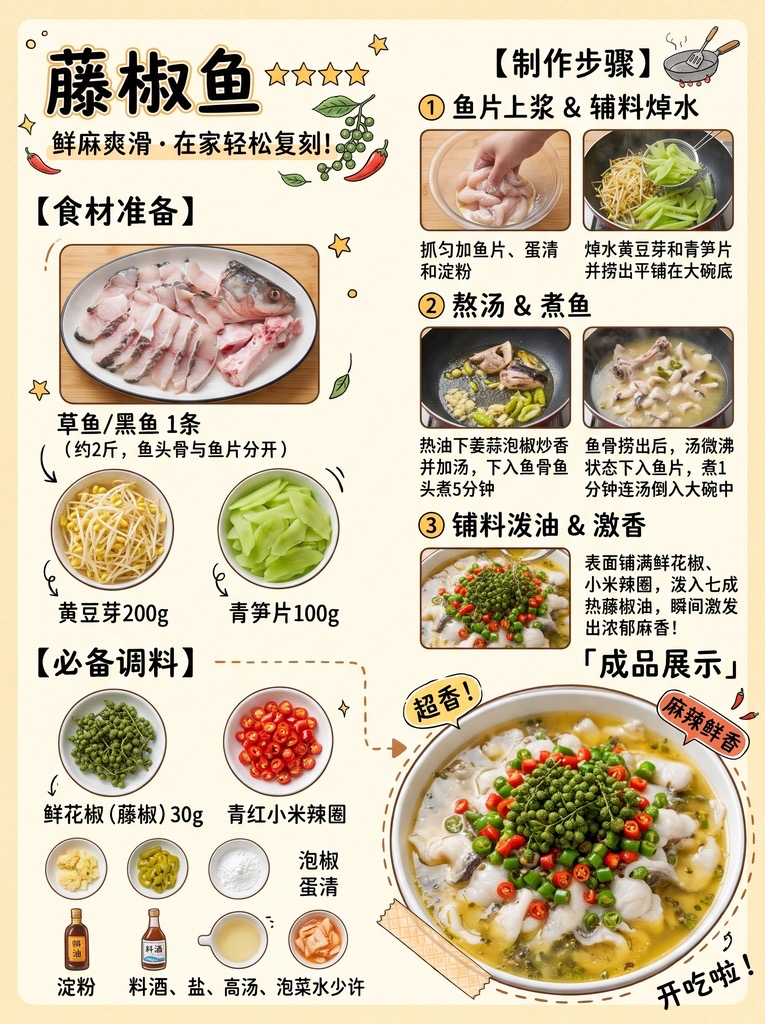 藤椒鱼
鲜麻爽滑·在家轻松复刻!
【食材准备】
草鱼/黑鱼 1条
(约2斤，鱼头骨与鱼片分开)
黄豆芽200g
青笋片100g
【必备调料】
鲜花椒(藤椒)30g
青红小米辣圈
泡椒
蛋清
料酒
淀粉
料酒、盐、高汤、泡菜水少许
【制作步骤】
① 鱼片上浆 & 辅料焯水
抓匀加鱼片、蛋清
和淀粉
焯水黄豆芽和青笋片
并捞出平铺在大碗底
② 熬汤 & 煮鱼
热油下姜蒜泡椒炒香
并加汤，下入鱼骨鱼
头煮5分钟
鱼骨捞出后，汤微沸
状态下入鱼片，煮1
分钟连汤倒入大碗中
③ 铺料泼油 & 激香
表面铺满鲜花椒、
小米辣圈，泼入七成
热藤椒油，瞬间激发
出浓郁麻香!
「成品展示」
超香!
麻辣鲜香
开吃啦!